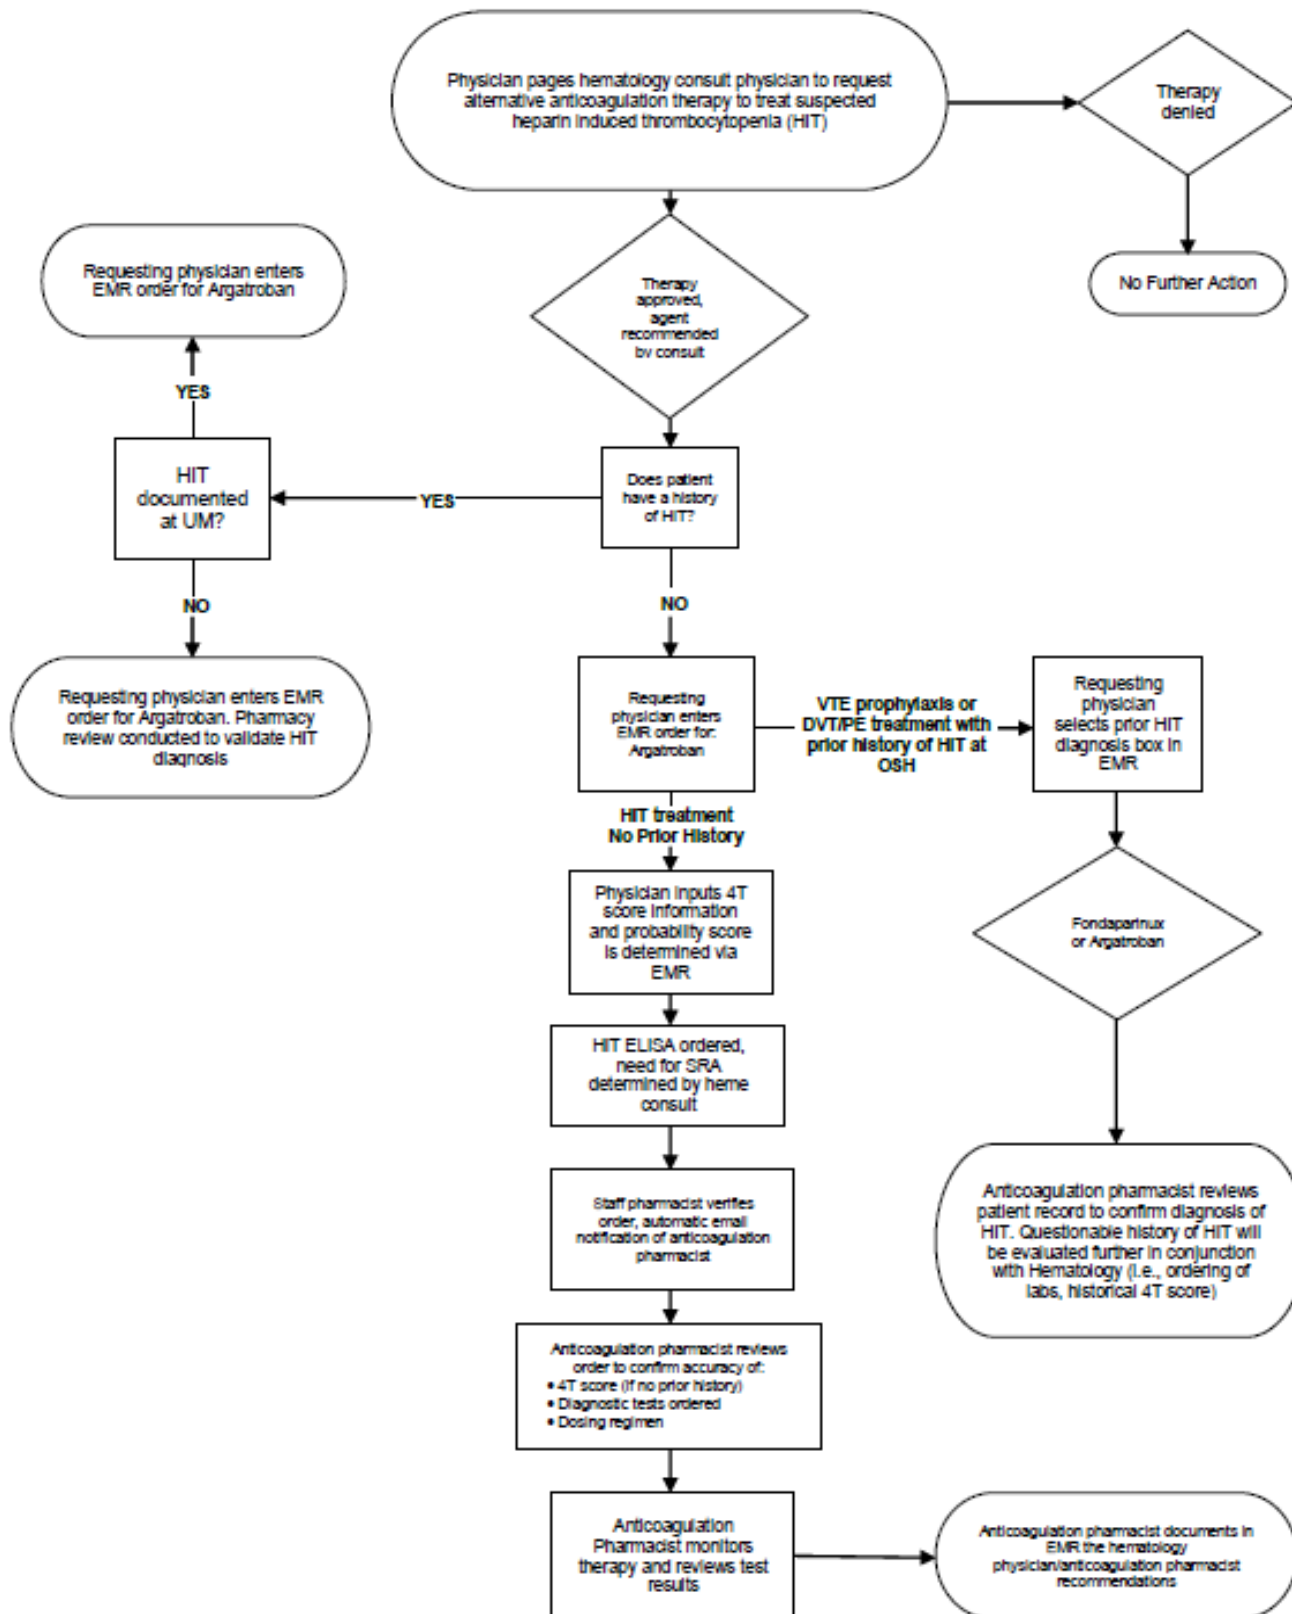 Physician pages hematology consult physician to request
alternative anticoagulation therapy to treat suspected
heparin induced thrombocytopenia (HIT)
Therapy
denied
No Further Action
Therapy
approved,
agent
recommended
by consult
Does patient
have a history
of HIT?
YES
HIT
documented
at UM?
YES
Requesting physician enters
EMR order for Argatroban
NO
Requesting physician enters EMR
order for Argatroban. Pharmacy
review conducted to validate HIT
diagnosis
NO
Requesting
physician enters
EMR order for:
Argatroban
VTE prophylaxis or
DVT/PE treatment with
prior history of HIT at
OSH
Requesting
physician
selects prior HIT
diagnosis box in
EMR
Fondaparinux
or Argatroban
Anticoagulation pharmacist reviews
patient record to confirm diagnosis of
HIT. Questionable history of HIT will
be evaluated further in conjunction
with Hematology (i.e., ordering of
labs, historical 4T score)
HIT treatment
No Prior History
Physician inputs 4T
score information
and probability score
is determined via
EMR
HIT ELISA ordered,
need for SRA
determined by heme
consult
Staff pharmacist verifies
order, automatic email
notification of anticoagulation
pharmacist
Anticoagulation pharmacist reviews
order to confirm accuracy of:
• 4T score (if no prior history)
• Diagnostic tests ordered
• Dosing regimen
Anticoagulation
Pharmacist monitors
therapy and reviews test
results
Anticoagulation pharmacist documents in
EMR the hematology
physician/anticoagulation pharmacist
recommendations